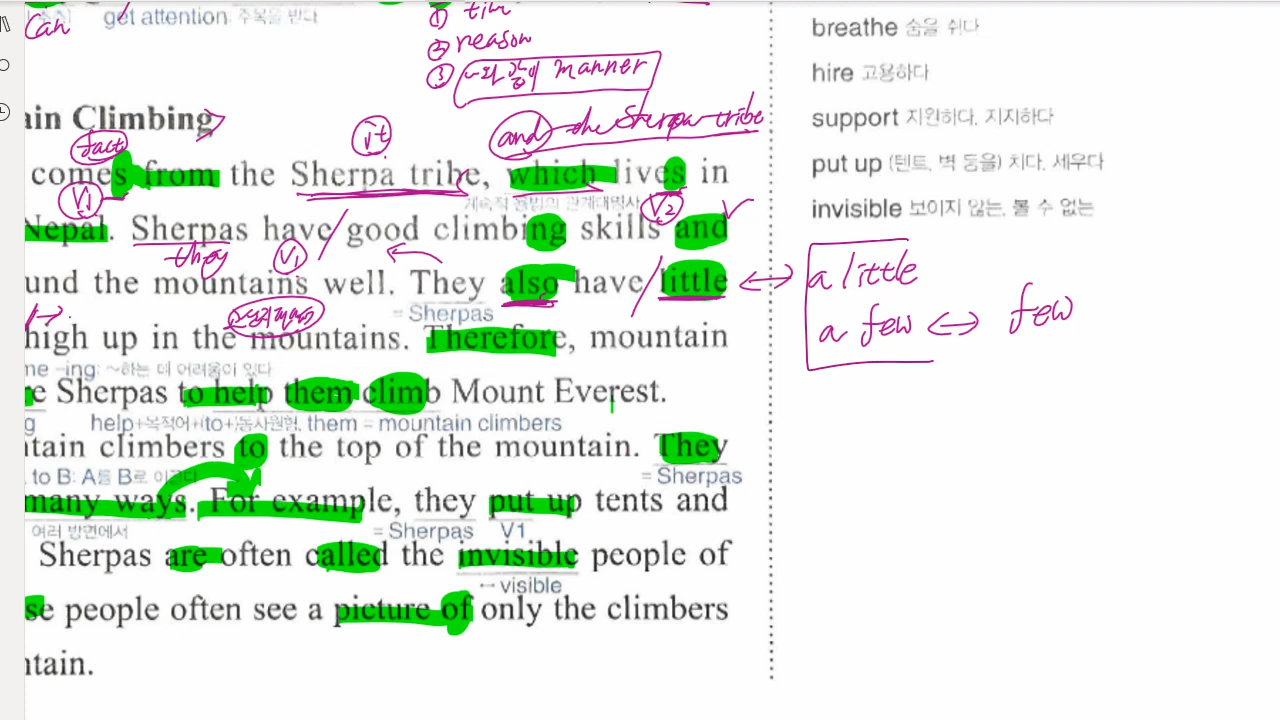 can get attention: 주목을 받다
① time
② reason
③ manner
ain Climbing
fact
vt
and the Sherpa tribe
comes from the Sherpa tribe, which lives in
V1
계속적 용법의 관계대명사
V2
Nepal. Sherpas have good climbing skills and
they
V1
und the mountains well. They also have little
= Sherpas
high up in the mountains. Therefore, mountain
me -ing: ~하는 데 어려움이 있다
e Sherpas to help them climb Mount Everest.
g help+목적어+(to+)동사원형, them = mountain climbers
tain climbers to the top of the mountain. They
to B: A를 B로 이끌다 = Sherpas
many ways. For example, they put up tents and
여러 방면에서 = Sherpas V1
Sherpas are often called the invisible people of
↔ visible
se people often see a picture of only the climbers
ntain.
breathe 숨을 쉬다
hire 고용하다
support 지원하다, 지지하다
put up (텐트, 벽 등을) 치다, 세우다
invisible 보이지 않는, 볼 수 없는
a little
a few ↔ few